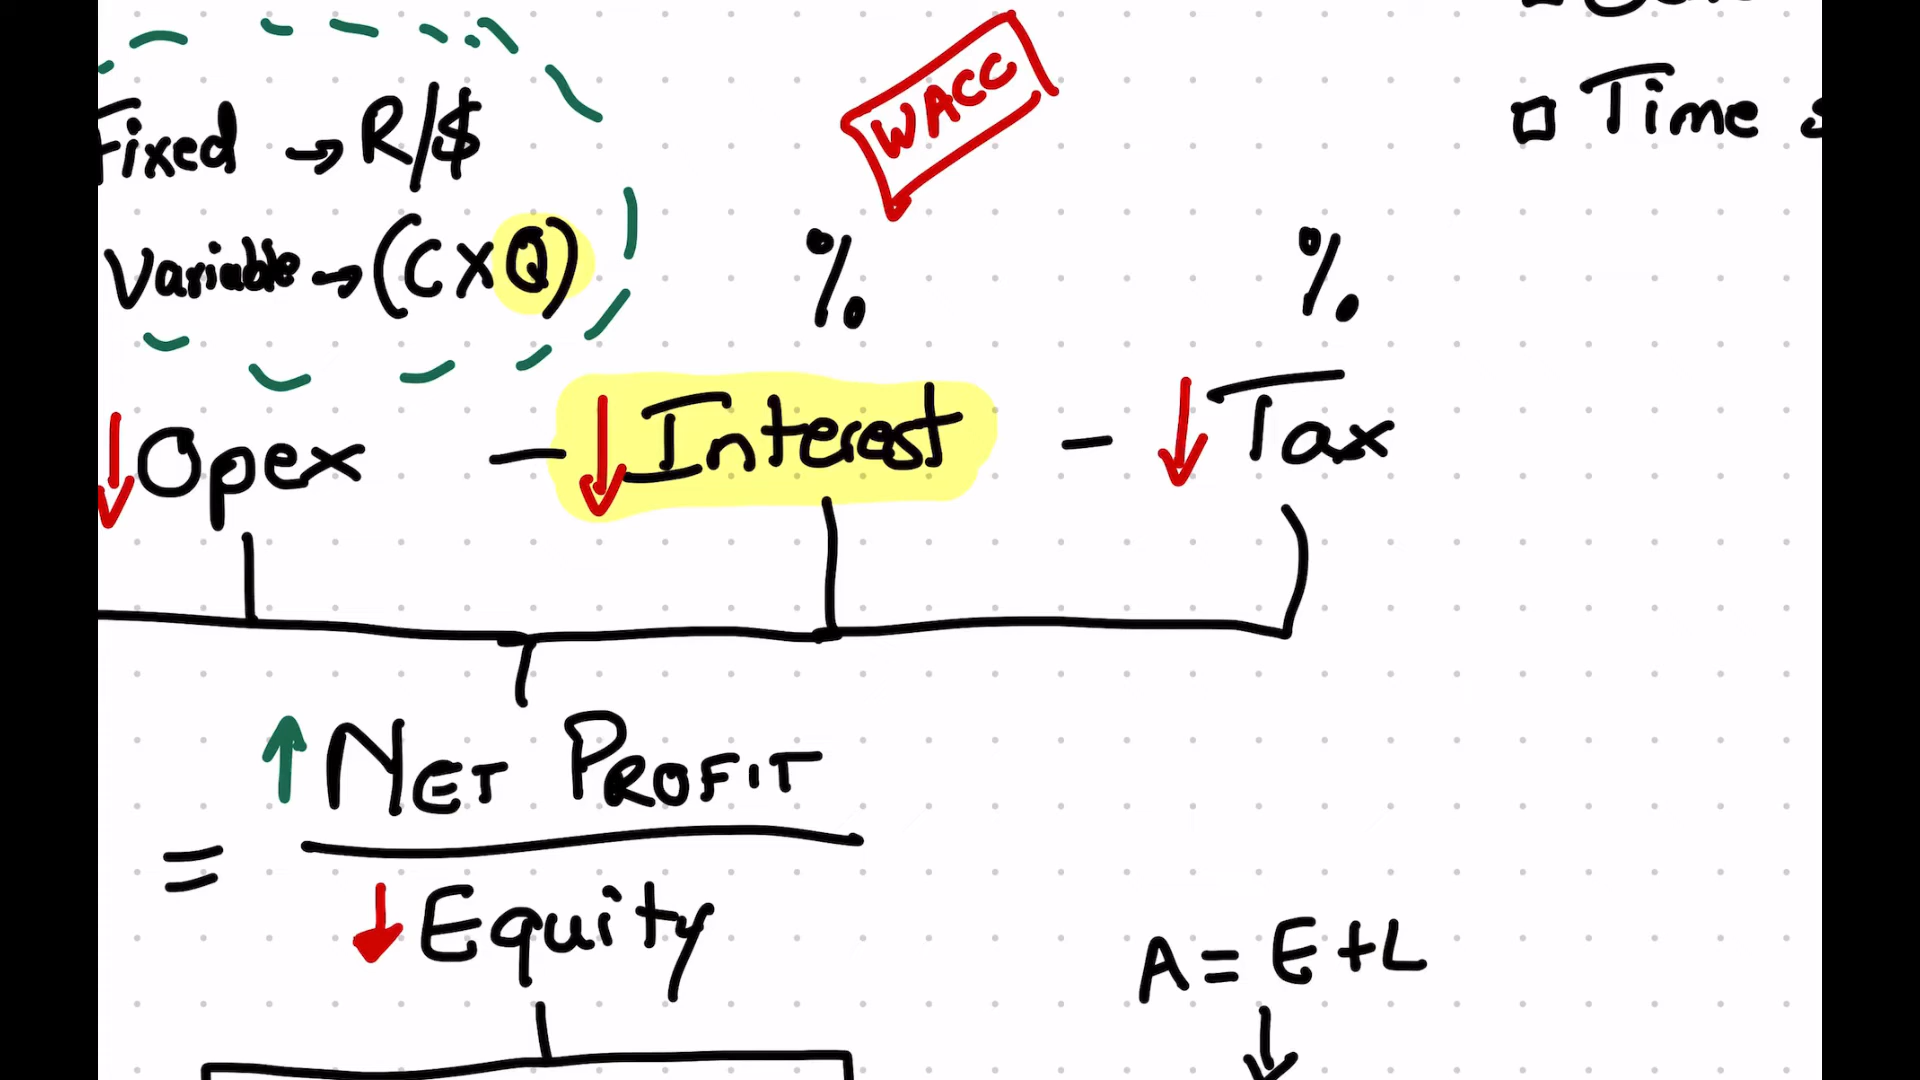 WACC
Time
Fixed → R/$
Variable → (C x Q)
%
%
↓ Opex - ↓ Interest - ↓ Tax
↑ NET PROFIT
=
↓ Equity
A = E + L
↓